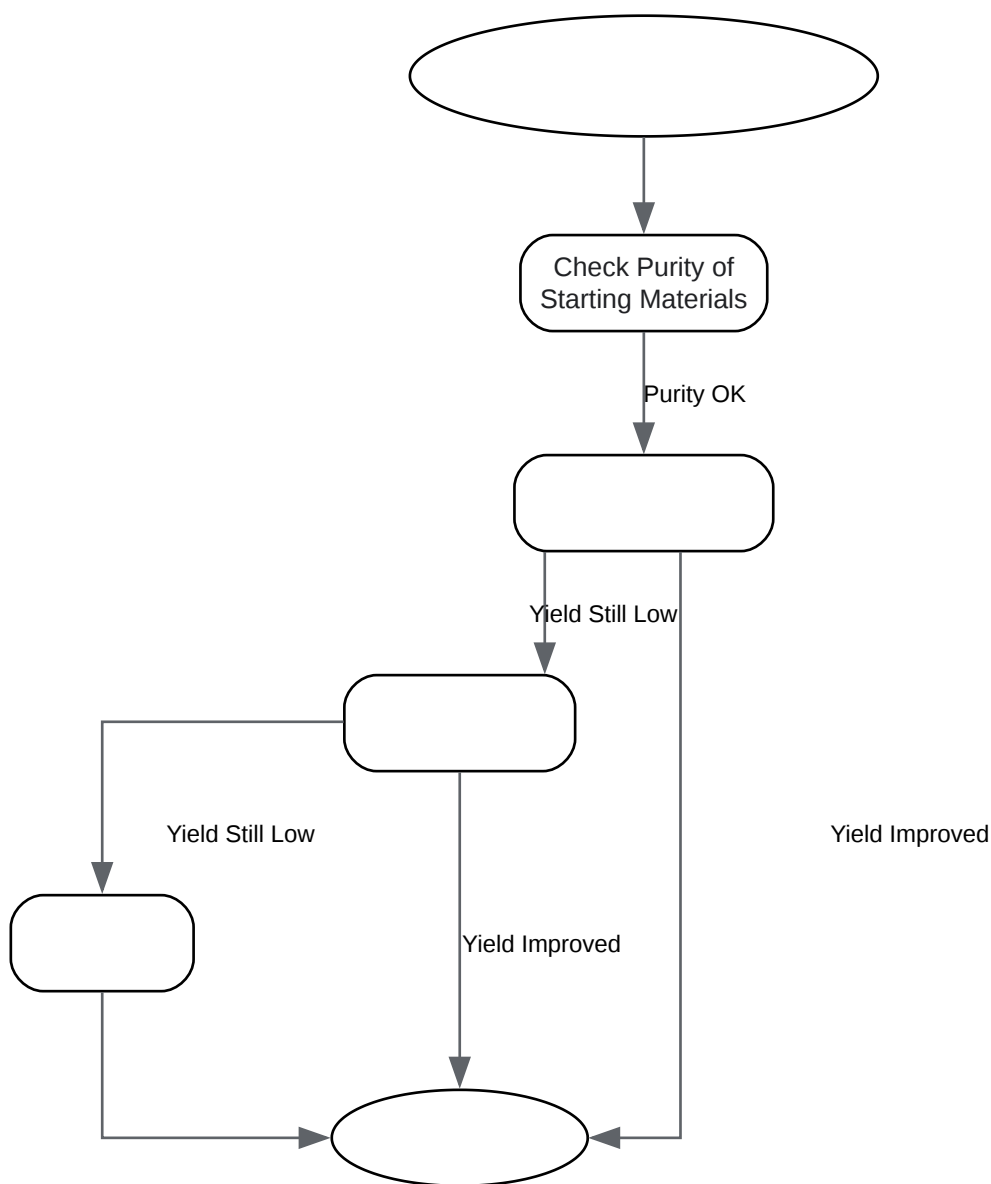 Check Purity of
Starting Materials
Purity OK
Yield Still Low
Yield Still Low
Yield Improved
Yield Improved